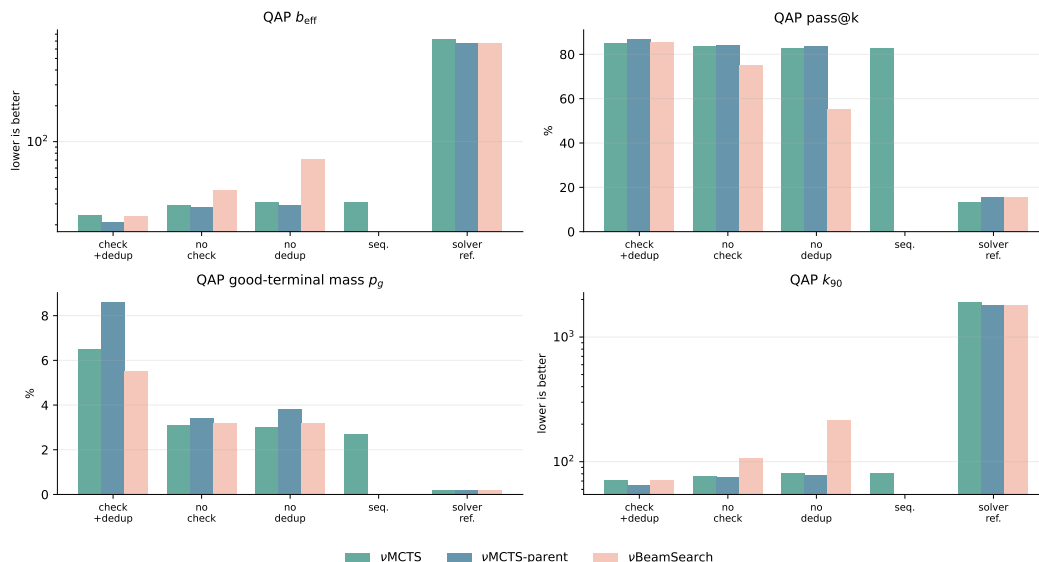 QAP b_eff
lower is better
10^2
check
+dedup
no
check
no
dedup
seq.
solver
ref.
QAP pass@k
%
80
60
40
20
0
check
+dedup
no
check
no
dedup
seq.
solver
ref.
QAP good-terminal mass p_g
%
8
6
4
2
0
check
+dedup
no
check
no
dedup
seq.
solver
ref.
QAP k_90
lower is better
10^3
10^2
check
+dedup
no
check
no
dedup
seq.
solver
ref.
νMCTS νMCTS-parent νBeamSearch